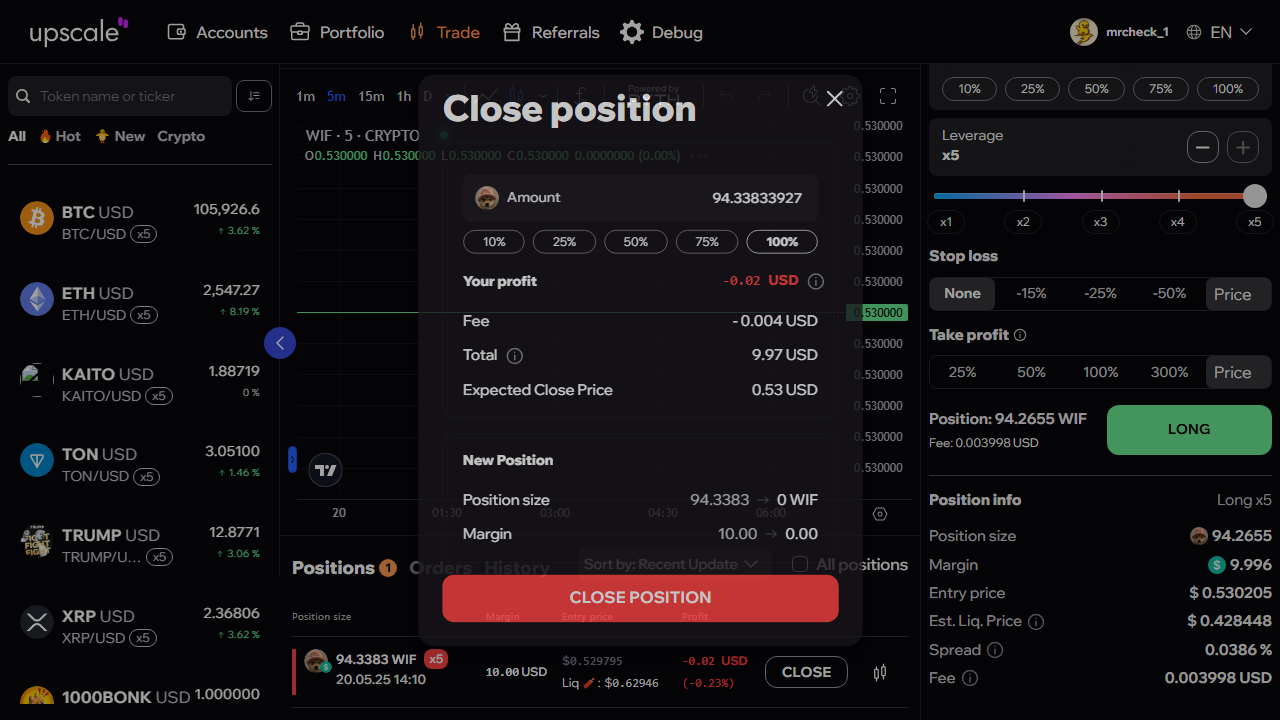 upscale
Accounts
Portfolio
Trade
Referrals
Debug
mrcheck_1
EN
Token name or ticker
All
Hot
New
Crypto
BTC USD
105,926.6
BTC/USD x5
↑ 3.62 %
ETH USD
2,547.27
ETH/USD x5
↑ 8.19 %
KAITO USD
1.88719
KAITO/USD x5
0 %
TON USD
3.05100
TON/USD x5
↑ 1.46 %
TRUMP USD
12.8771
TRUMP/U... x5
↑ 3.06 %
XRP USD
2.36806
XRP/USD x5
↑ 3.62 %
1000BONK USD
1.000000
1m 5m 15m 1h D
Powered by
PYTH
WIF · 5 · CRYPTO
O0.530000 H0.530000 L0.530000 C0.530000 0.0000000 (0.00%)
0.530000
0.530000
0.530000
0.530000
0.530000
0.530000
0.530000
0.530000
0.530000
0.530000
0.530000
0.530000
20
01:30
03:00
04:30
06:00
Close position
Amount
94.33833927
10%
25%
50%
75%
100%
Your profit
-0.02 USD
Fee
- 0.004 USD
Total
9.97 USD
Expected Close Price
0.53 USD
New Position
Position size
94.3383 → 0 WIF
Margin
10.00 → 0.00
CLOSE POSITION
Positions 1
Orders
History
Sort by: Recent Update
All positions
Position size
Margin
Entry price
Profit
94.3383 WIF x5
20.05.25 14:10
10.00 USD
$0.529795
Liq : $0.62946
-0.02 USD
(-0.23%)
CLOSE
10%
25%
50%
75%
100%
Leverage
x5
x1
x2
x3
x4
x5
Stop loss
None
-15%
-25%
-50%
Price
Take profit
25%
50%
100%
300%
Price
Position: 94.2655 WIF
Fee: 0.003998 USD
LONG
Position info
Long x5
Position size
94.2655
Margin
9.996
Entry price
$ 0.530205
Est. Liq. Price
$ 0.428448
Spread
0.0386 %
Fee
0.003998 USD